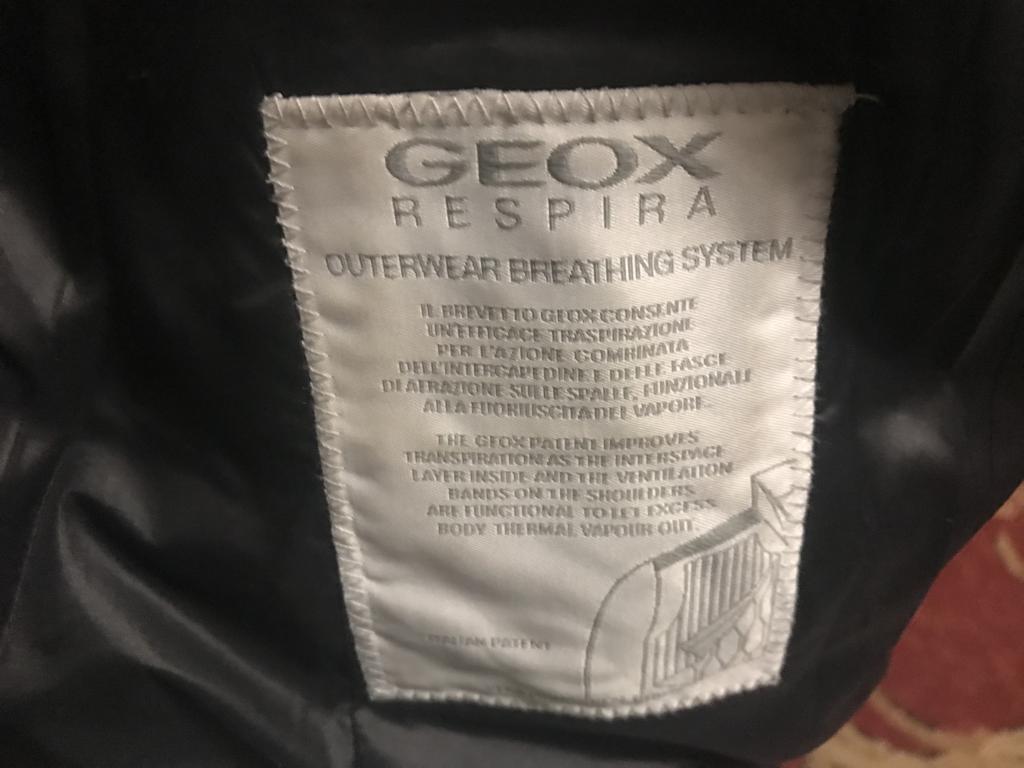 GEOX
RESPIRA
OUTERWEAR BREATHING SYSTEM
IL BREVETTO GEOX CONSENTE
UN'EFFICACE TRASPIRAZIONE
PER L'AZIONE COMBINATA
DELL'INTERCAPEDINE E DELLE FASCE
DI AERAZIONE SULLE SPALLE, FUNZIONALI
ALLA FUORIUSCITA DEL VAPORE.
THE GEOX PATENT IMPROVES
TRANSPIRATION AS THE INTERSPACE
LAYER INSIDE AND THE VENTILATION
BANDS ON THE SHOULDERS
ARE FUNCTIONAL TO LET EXCESS
BODY THERMAL VAPOUR OUT.
ITALIAN PATENT